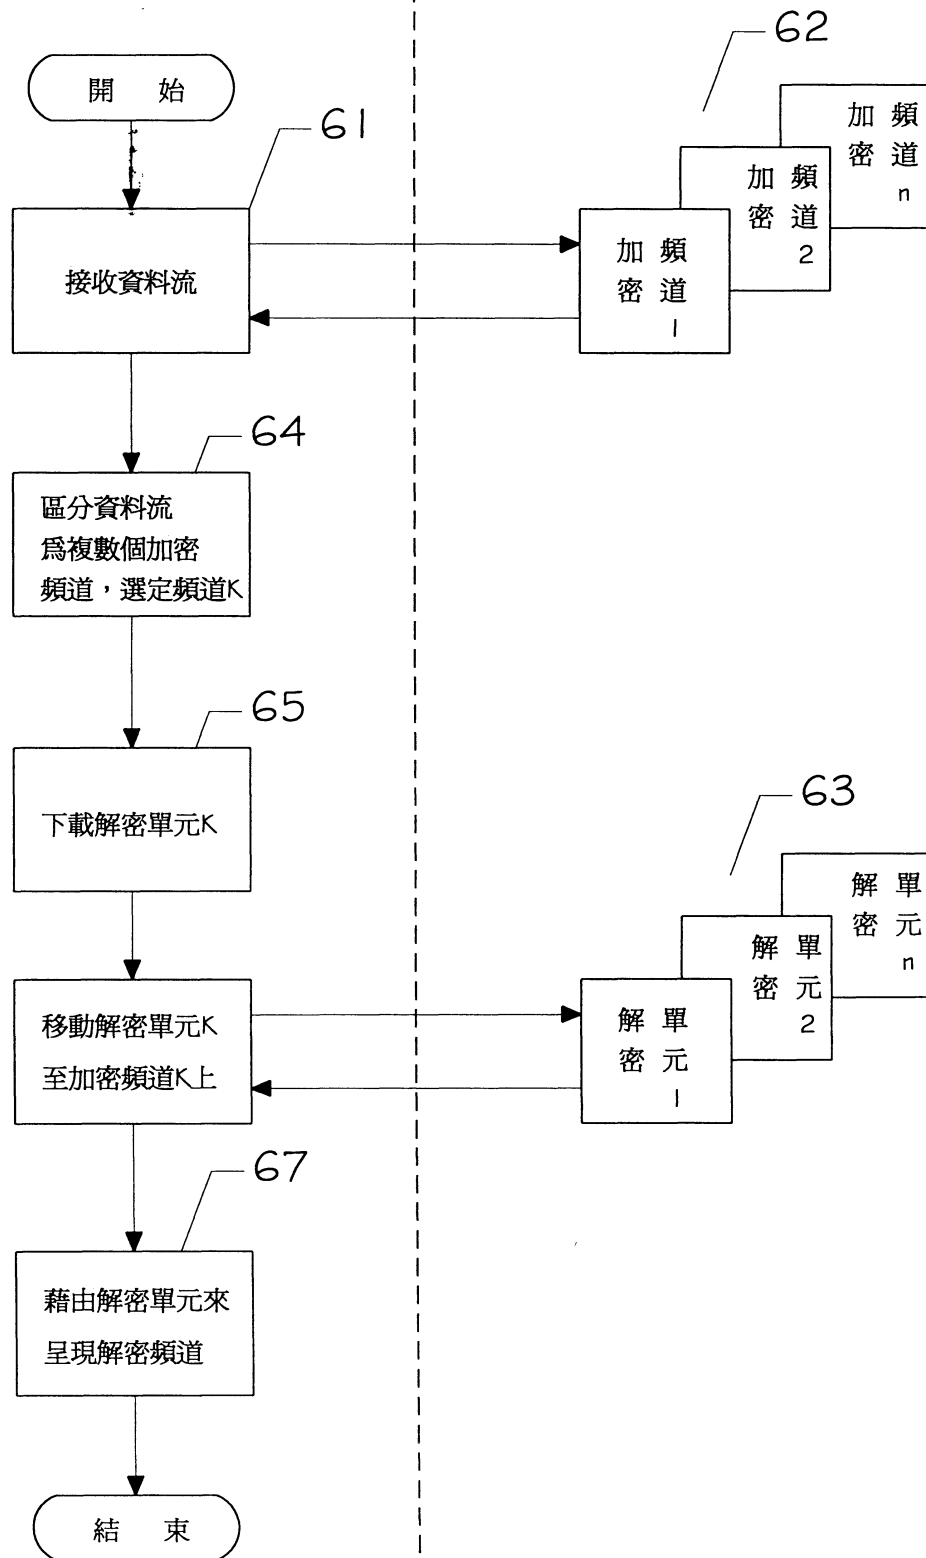 開 始
61
接收資料流
64
區分資料流
爲複數個加密
頻道，選定頻道K
65
下載解密單元K
移動解密單元K
至加密頻道K上
67
藉由解密單元來
呈現解密頻道
結 束
62
加密
頻道1
加密
頻道2
加密
頻道n
63
解密
單元1
解密
單元2
解密
單元n